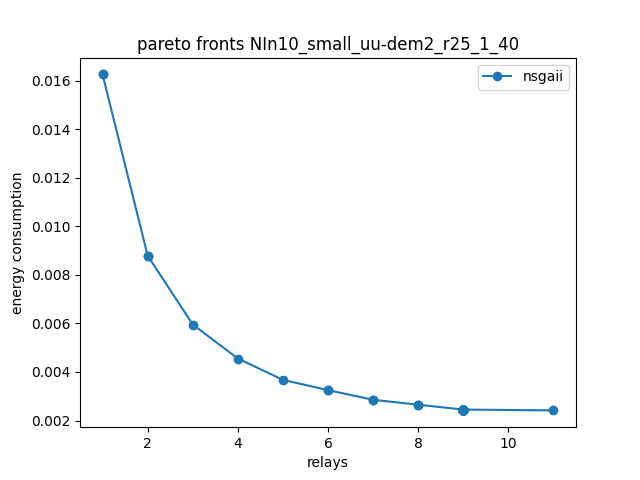 pareto fronts NIn10_small_uu-dem2_r25_1_40
nsgaii
0.016
0.014
0.012
0.010
0.008
0.006
0.004
0.002
energy consumption
2 4 6 8 10
relays